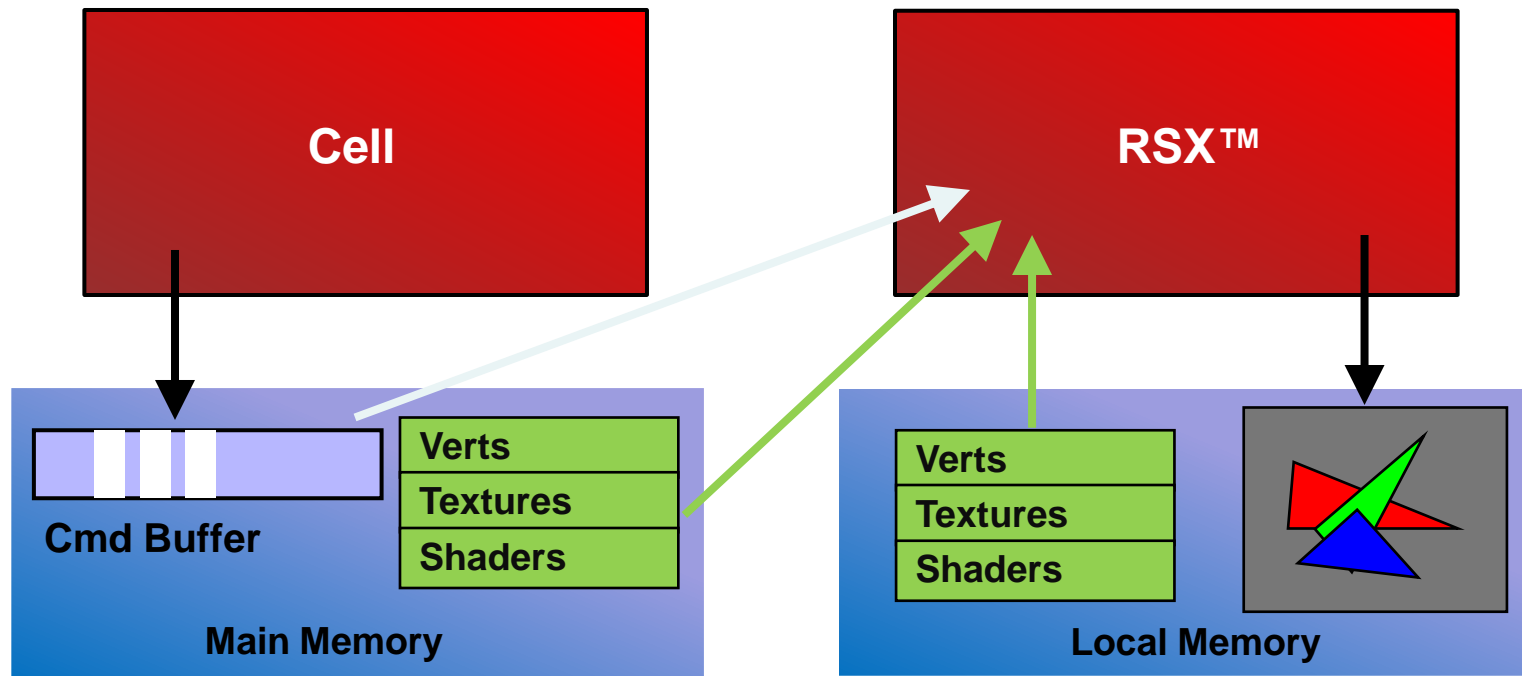 Cell
RSX™
Cmd Buffer
Verts
Textures
Shaders
Main Memory
Verts
Textures
Shaders
Local Memory